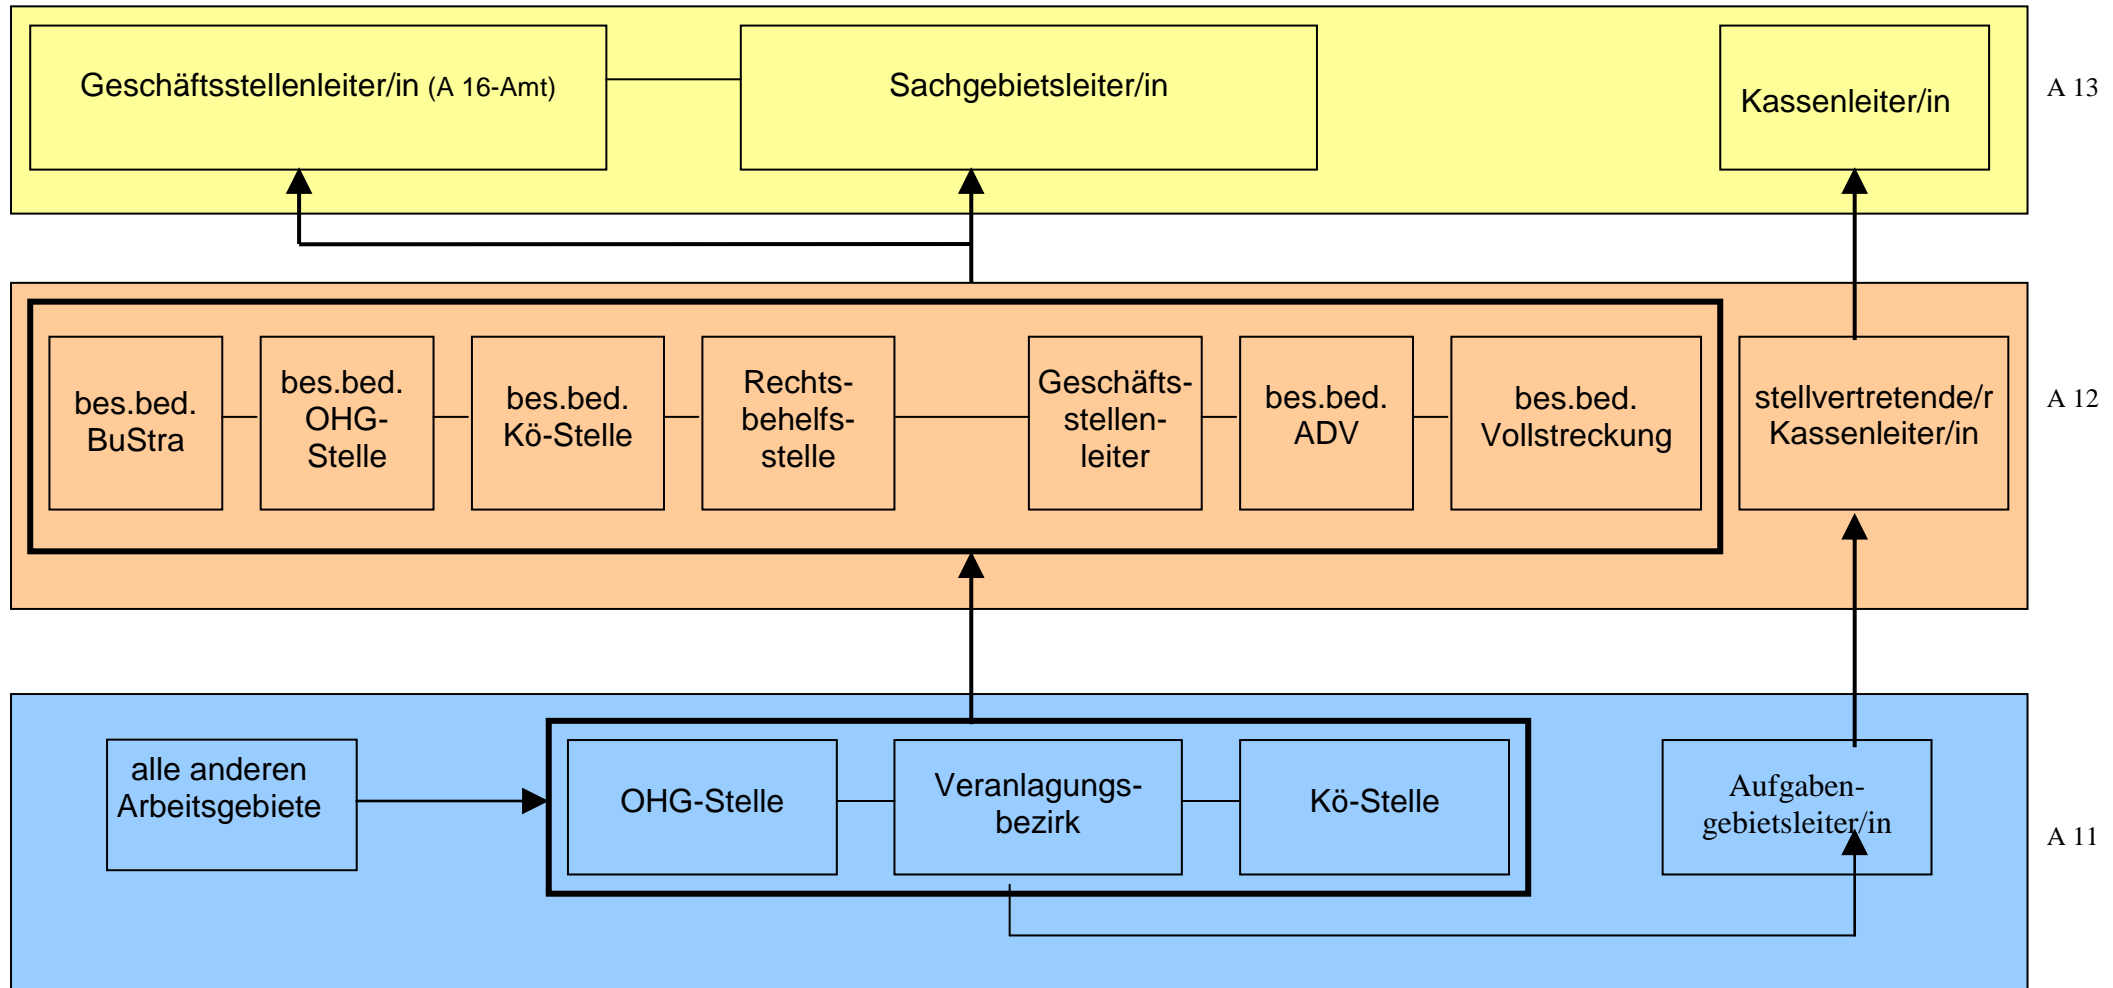 Geschäftsstellenleiter/in (A 16-Amt)
Sachgebietsleiter/in
Kassenleiter/in
A 13
bes.bed.
BuStra
bes.bed.
OHG-
Stelle
bes.bed.
Kö-Stelle
Rechts-
behelfs-
stelle
Geschäfts-
stellen-
leiter
bes.bed.
ADV
bes.bed.
Vollstreckung
stellvertretende/r
Kassenleiter/in
A 12
alle anderen
Arbeitsgebiete
OHG-Stelle
Veranlagungs-
bezirk
Kö-Stelle
Aufgaben-
gebietsleiter/in
A 11